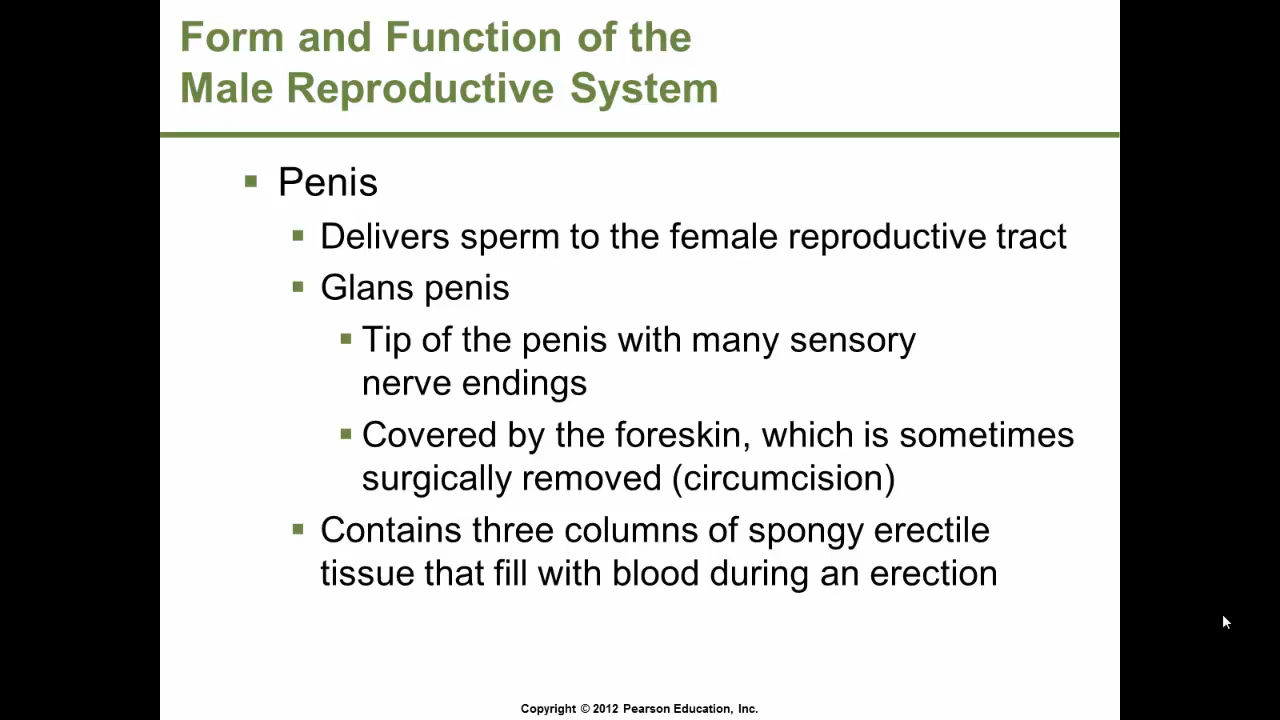 Form and Function of the
Male Reproductive System
Penis
Delivers sperm to the female reproductive tract
Glans penis
Tip of the penis with many sensory
nerve endings
Covered by the foreskin, which is sometimes
surgically removed (circumcision)
Contains three columns of spongy erectile
tissue that fill with blood during an erection
Copyright © 2012 Pearson Education, Inc.